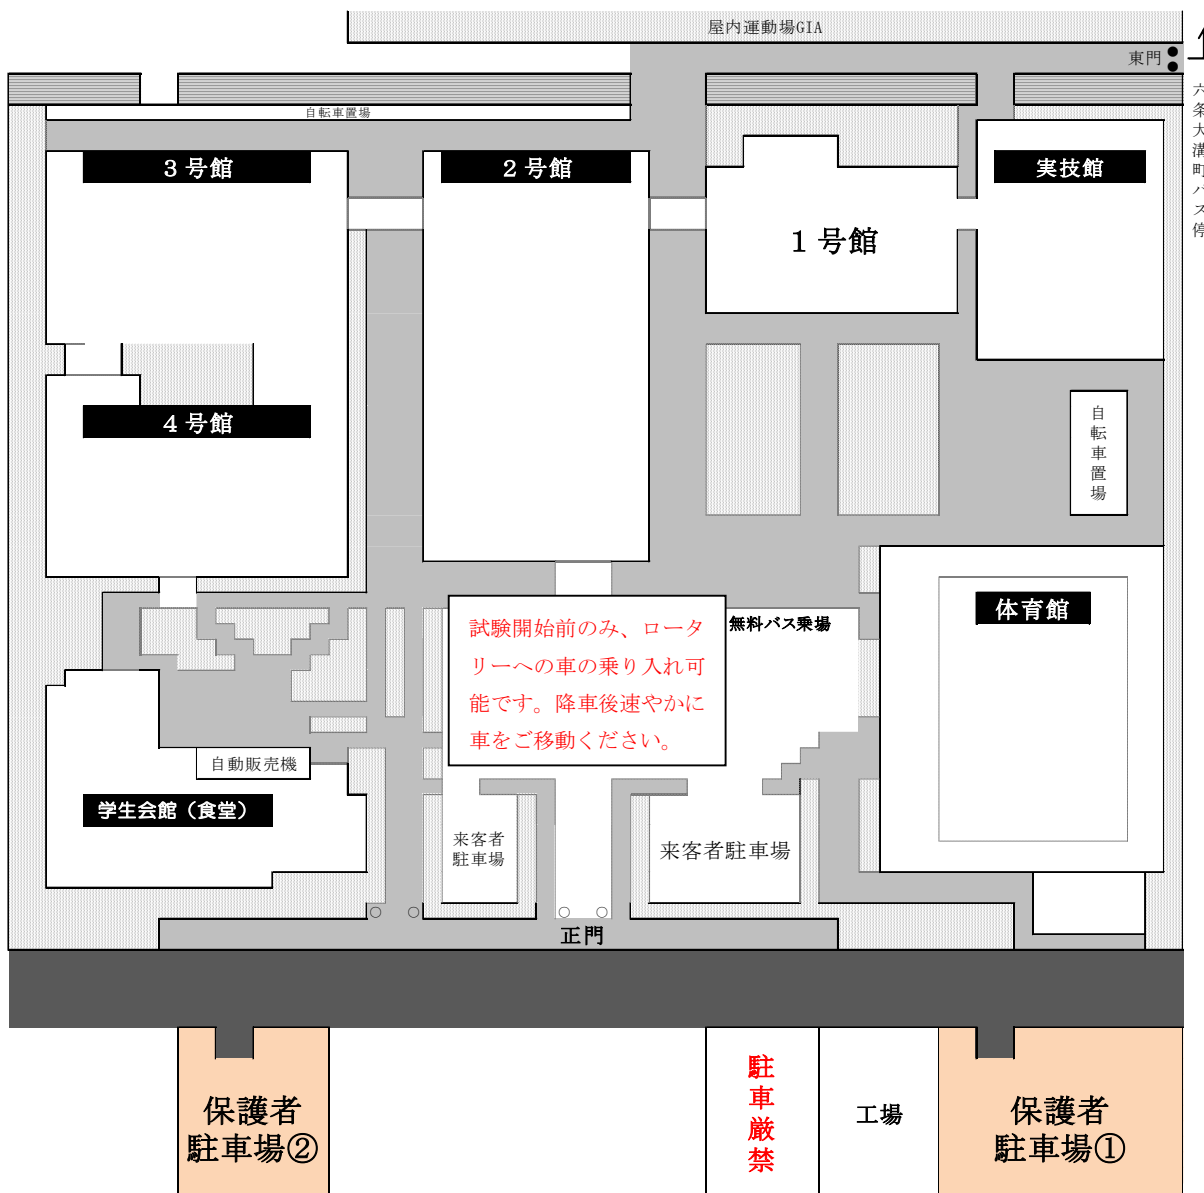 屋内運動場GIA
東門
六条大溝町バス停
自転車置場
3号館
2号館
実技館
1号館
4号館
自転車置場
体育館
無料バス乗場
試験開始前のみ、ロータ
リーへの車の乗り入れ可
能です。降車後速やかに
車をご移動ください。
自動販売機
学生会館（食堂）
来客者
駐車場
来客者駐車場
正門
保護者
駐車場②
駐車厳禁
工場
保護者
駐車場①